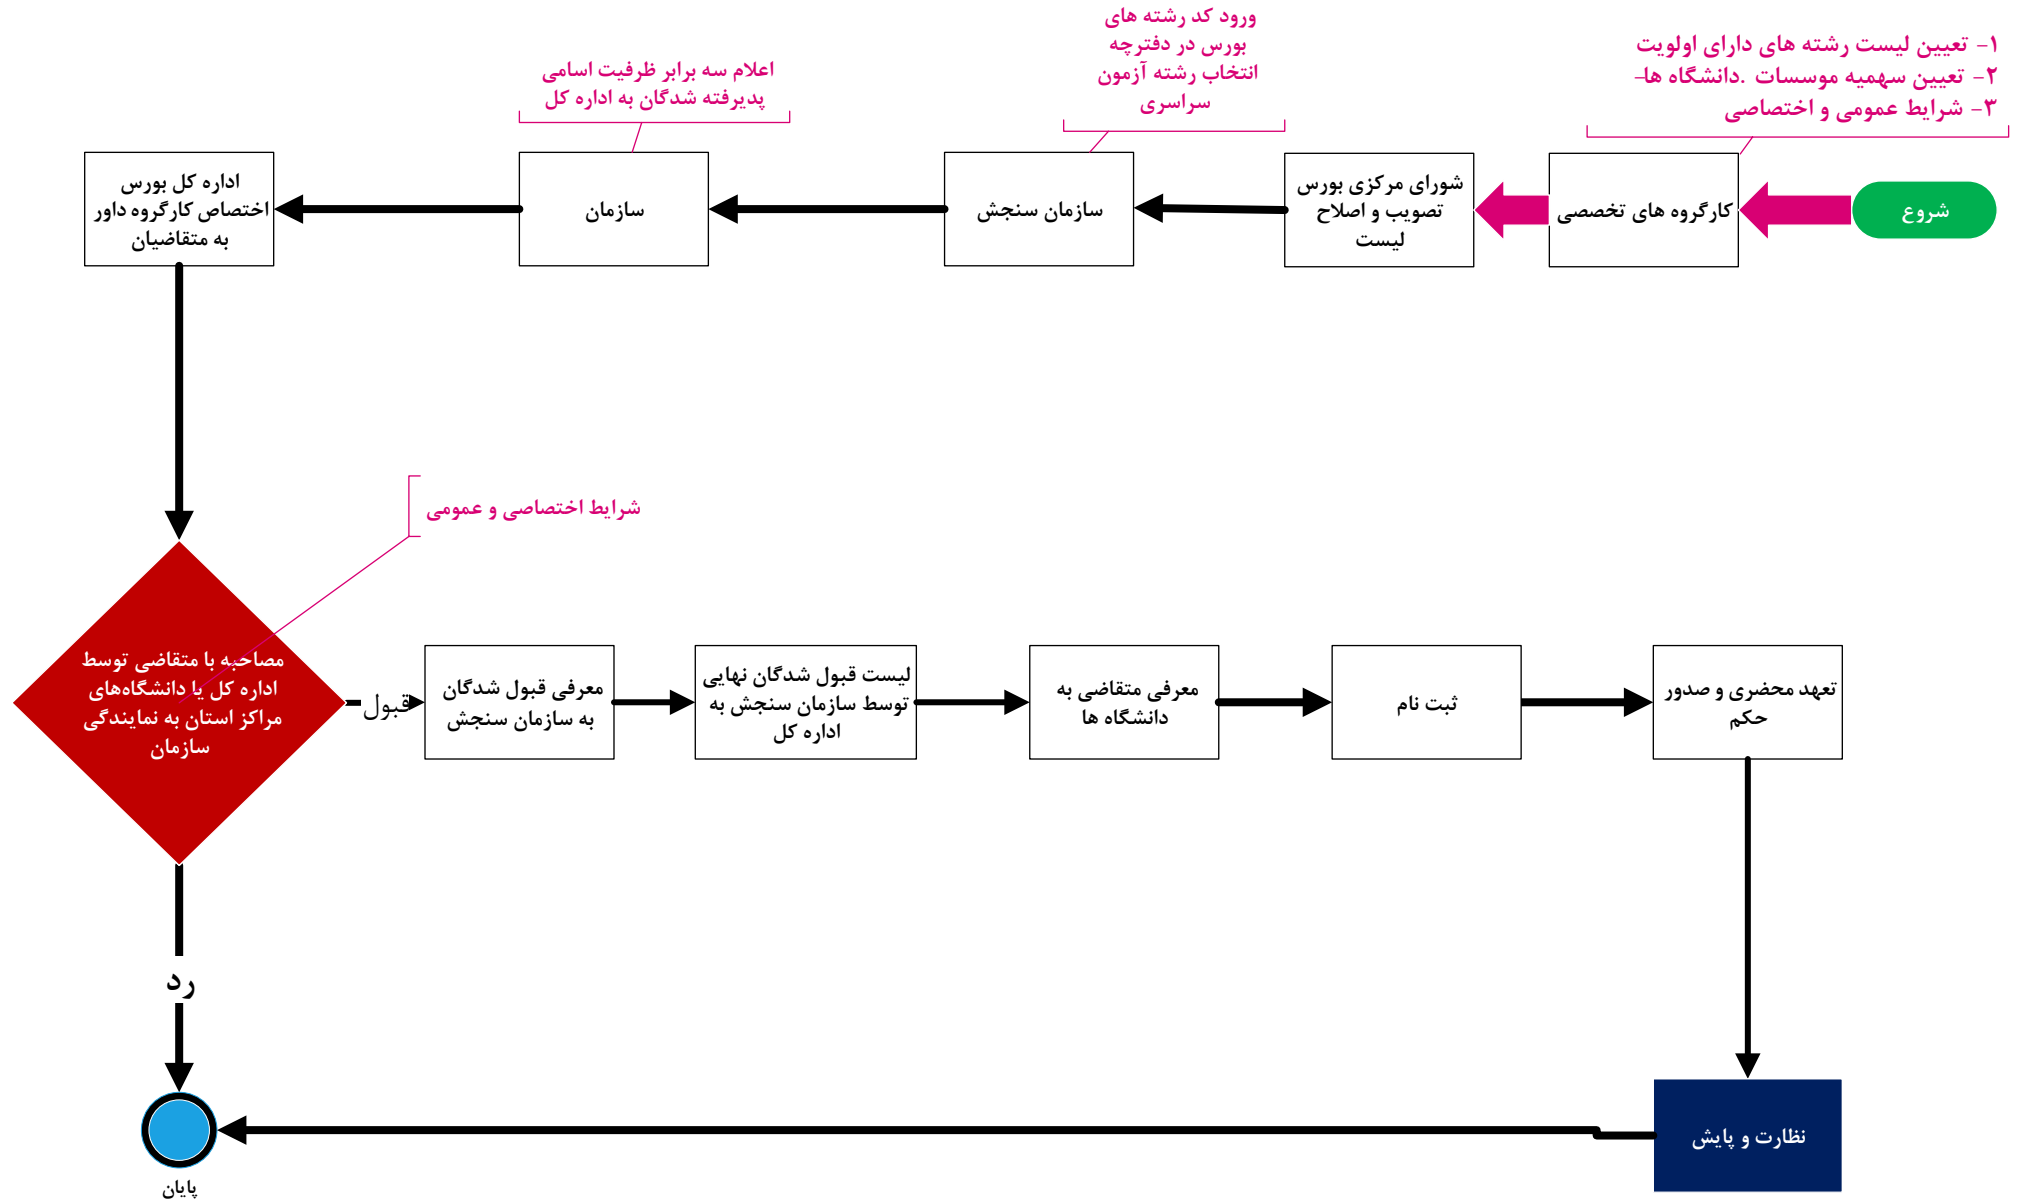 ۱- تعیین لیست رشته های دارای اولویت
۲- تعیین سهمیه موسسات .دانشگاه ها-
۳- شرایط عمومی و اختصاصی
شروع
کارگروه های تخصصی
شورای مرکزی بورس
تصویب و اصلاح
لیست
ورود کد رشته های
بورس در دفترچه
انتخاب رشته آزمون
سراسری
سازمان سنجش
اعلام سه برابر ظرفیت اسامی
پدیرفته شدگان به اداره کل
سازمان
اداره کل بورس
اختصاص کارگروه داور
به متقاضیان
شرایط اختصاصی و عمومی
مصاحبه با متقاضی توسط
اداره کل یا دانشگاه‌های
مراکز استان به نمایندگی
سازمان
قبول
معرفی قبول شدگان
به سازمان سنجش
لیست قبول شدگان نهایی
توسط سازمان سنجش به
اداره کل
معرفی متقاضی به
دانشگاه ها
ثبت نام
تعهد محضری و صدور
حکم
رد
نظارت و پایش
پایان